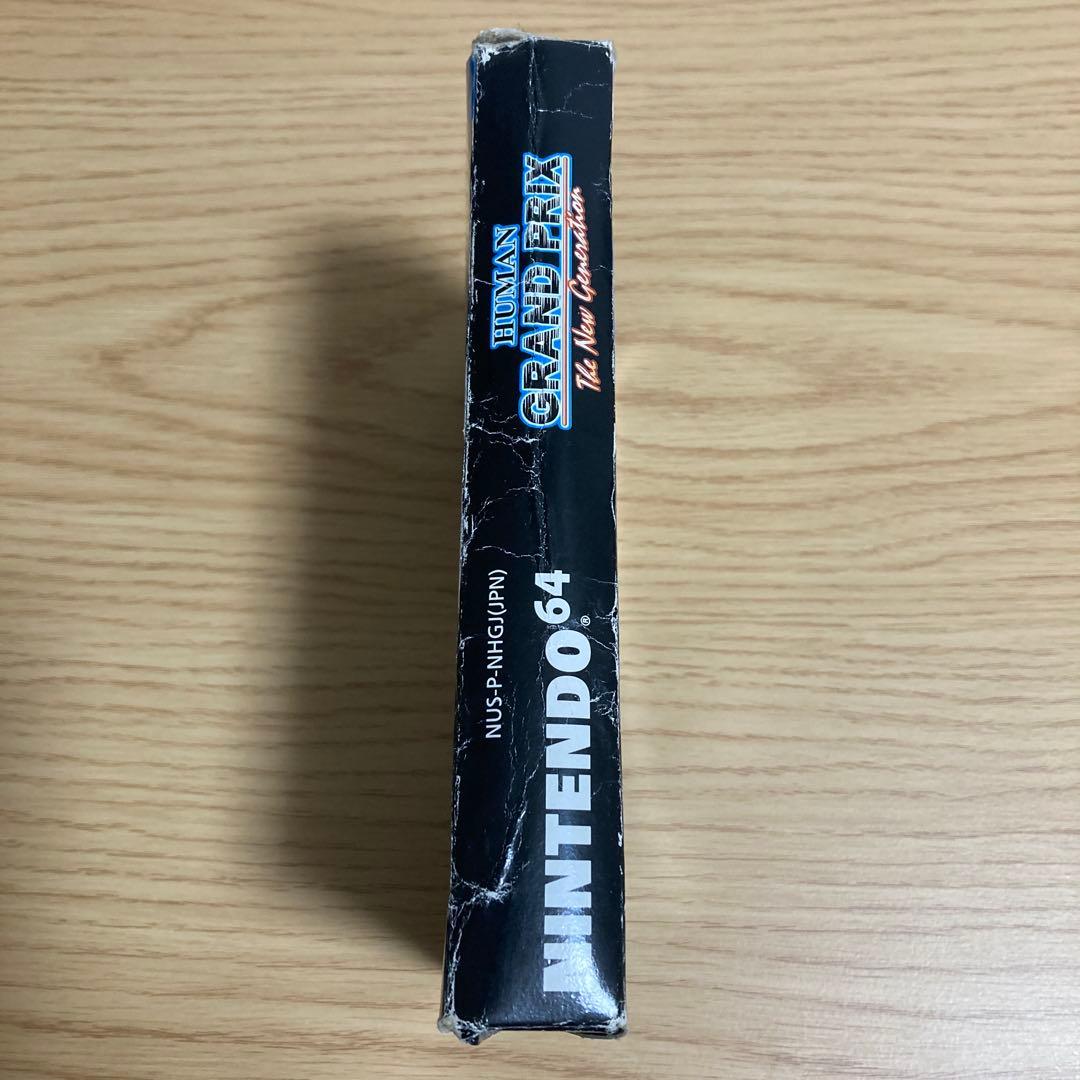 HUMAN
GRAND PRIX
The New Generation
NUS-P-NHGJ(JPN)
NINTENDO64®